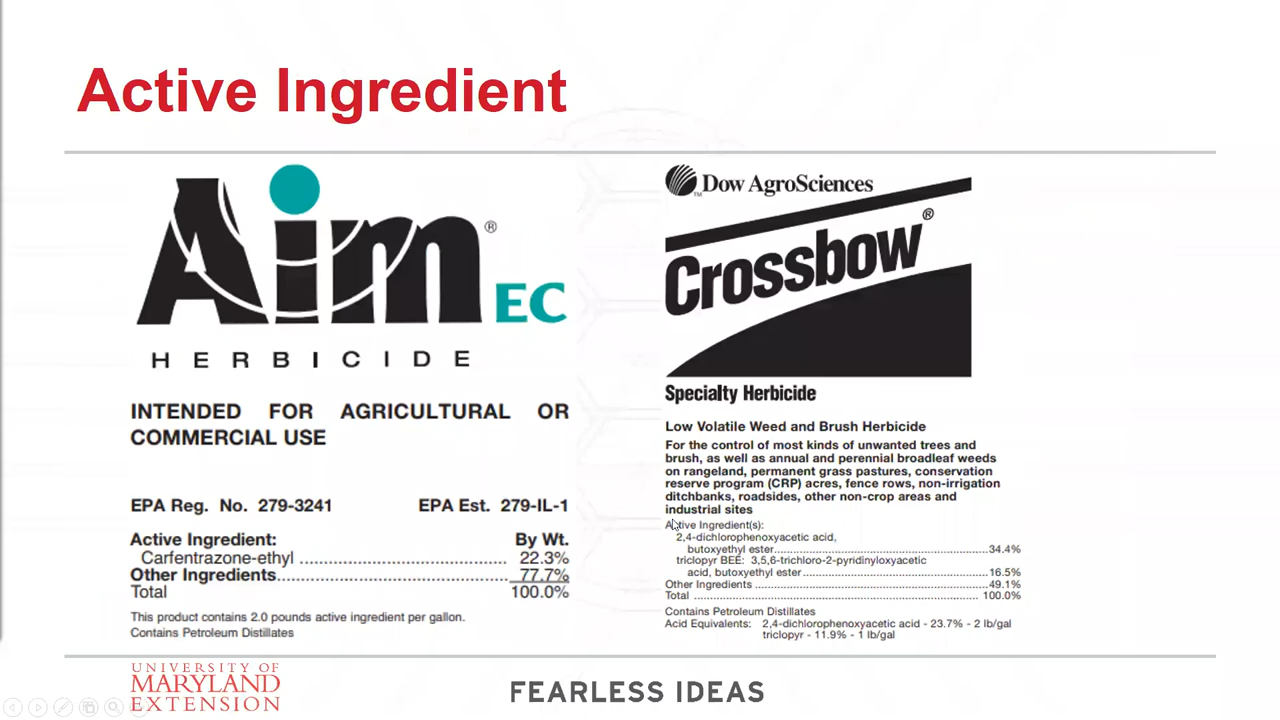 Active Ingredient
Aim® EC
HERBICIDE
INTENDED FOR AGRICULTURAL OR
COMMERCIAL USE
EPA Reg. No. 279-3241 EPA Est. 279-IL-1
Active Ingredient: By Wt.
Carfentrazone-ethyl ........................................ 22.3%
Other Ingredients................................................ 77.7%
Total 100.0%
This product contains 2.0 pounds active ingredient per gallon.
Contains Petroleum Distillates
™ Dow AgroSciences
Crossbow®
Specialty Herbicide
Low Volatile Weed and Brush Herbicide
For the control of most kinds of unwanted trees and
brush, as well as annual and perennial broadleaf weeds
on rangeland, permanent grass pastures, conservation
reserve program (CRP) acres, fence rows, non-irrigation
ditchbanks, roadsides, other non-crop areas and
industrial sites
Active Ingredient(s):
2,4-dichlorophenoxyacetic acid,
butoxyethyl ester................................................................34.4%
triclopyr BEE: 3,5,6-trichloro-2-pyridinyloxyacetic
acid, butoxyethyl ester........................................................16.5%
Other Ingredients ......................................................................49.1%
Total ........................................................................................ 100.0%
Contains Petroleum Distillates
Acid Equivalents: 2,4-dichlorophenoxyacetic acid - 23.7% - 2 lb/gal
triclopyr - 11.9% - 1 lb/gal
UNIVERSITY OF
MARYLAND
EXTENSION
FEARLESS IDEAS